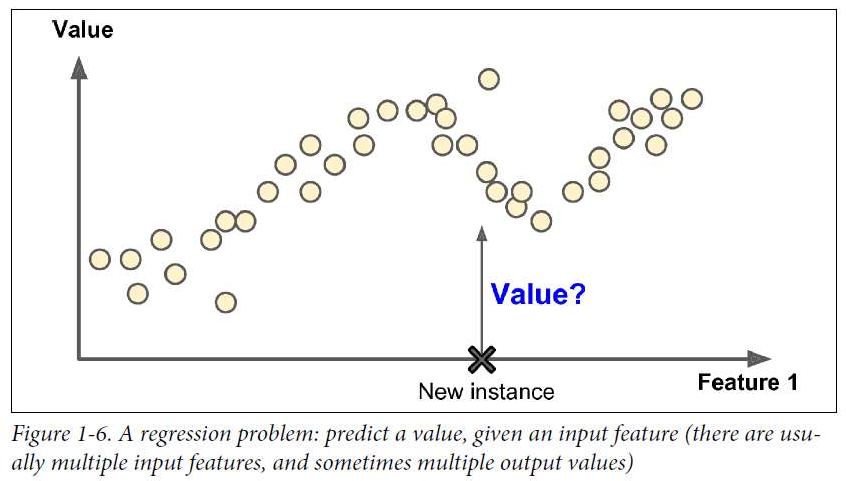 Value
Value?
New instance
Feature 1
Figure 1-6. A regression problem: predict a value, given an input feature (there are usu-
ally multiple input features, and sometimes multiple output values)